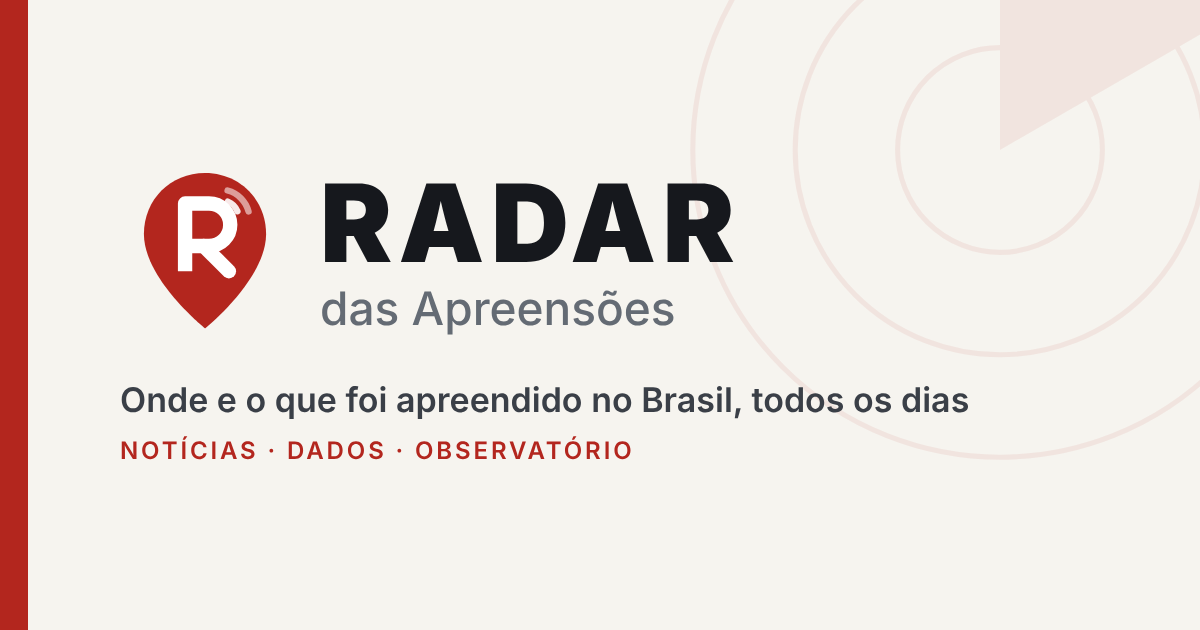 R
RADAR
das Apreensões
Onde e o que foi apreendido no Brasil, todos os dias
NOTÍCIAS · DADOS · OBSERVATÓRIO